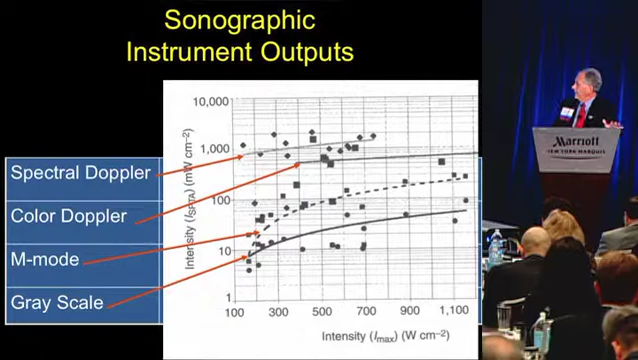 Sonographic
Instrument Outputs
Spectral Doppler
Color Doppler
M-mode
Gray Scale
Intensity (I_SPTA) (mW cm⁻²)
10,000
1,000
100
10
1
100 300 500 700 900 1,100
Intensity (I_max) (W cm⁻²)
Marriott
NEW YORK MARQUIS